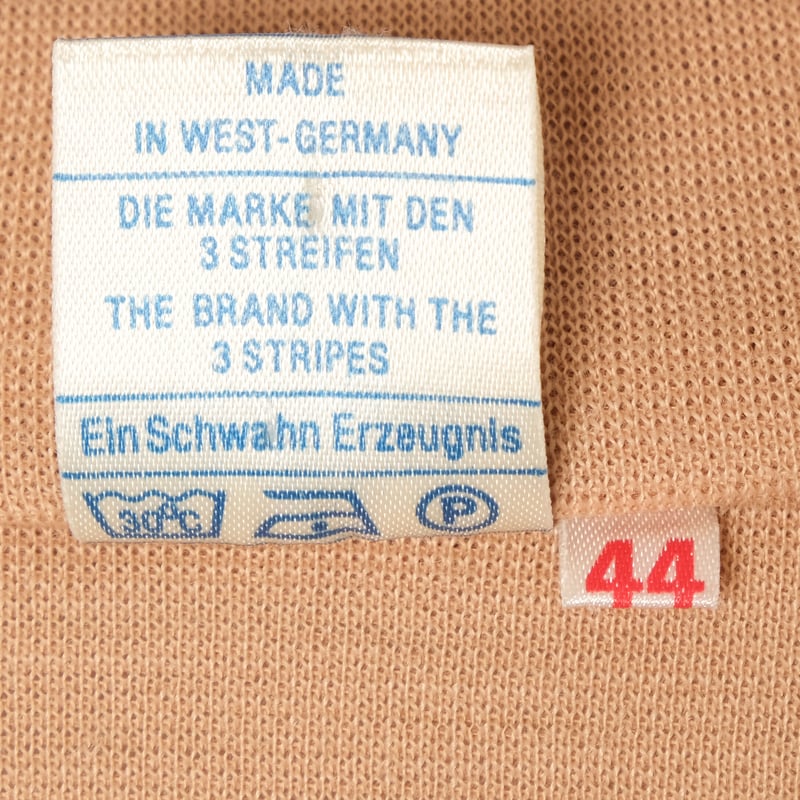 MADE
IN WEST-GERMANY
DIE MARKE MIT DEN
3 STREIFEN
THE BRAND WITH THE
3 STRIPES
Ein Schwahn Erzeugnis
30°C
P
44